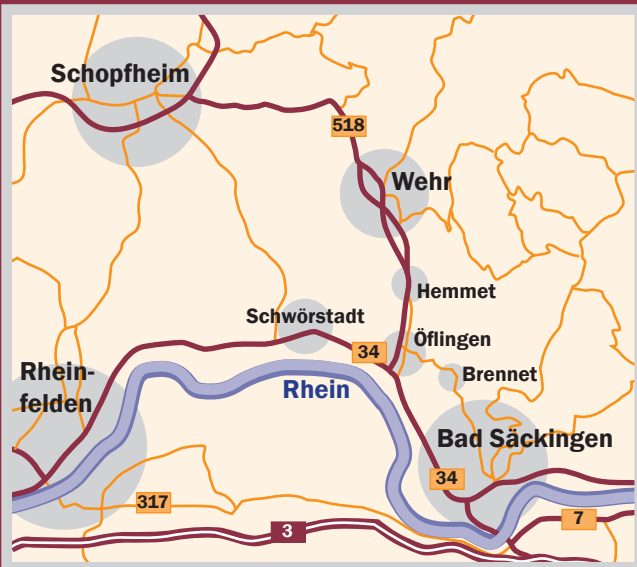 Schopfheim
518
Wehr
Hemmet
Schwörstadt
Öflingen
34
Rhein-
felden
Brennet
Rhein
Bad Säckingen
34
317
7
3